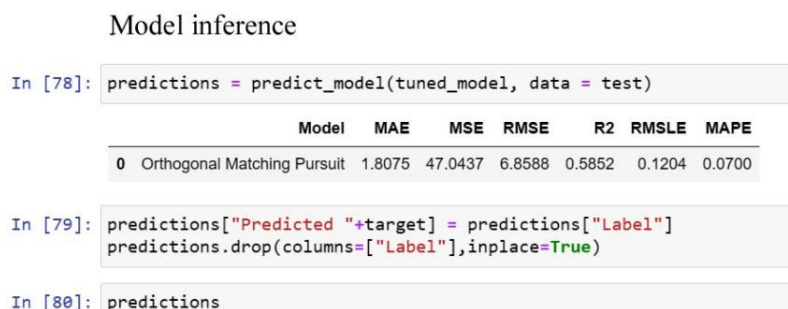 Model inference
In [78]: predictions = predict_model(tuned_model, data = test)
Model MAE MSE RMSE R2 RMSLE MAPE
0 Orthogonal Matching Pursuit 1.8075 47.0437 6.8588 0.5852 0.1204 0.0700
In [79]: predictions["Predicted "+target] = predictions["Label"]
predictions.drop(columns=["Label"],inplace=True)
In [80]: predictions